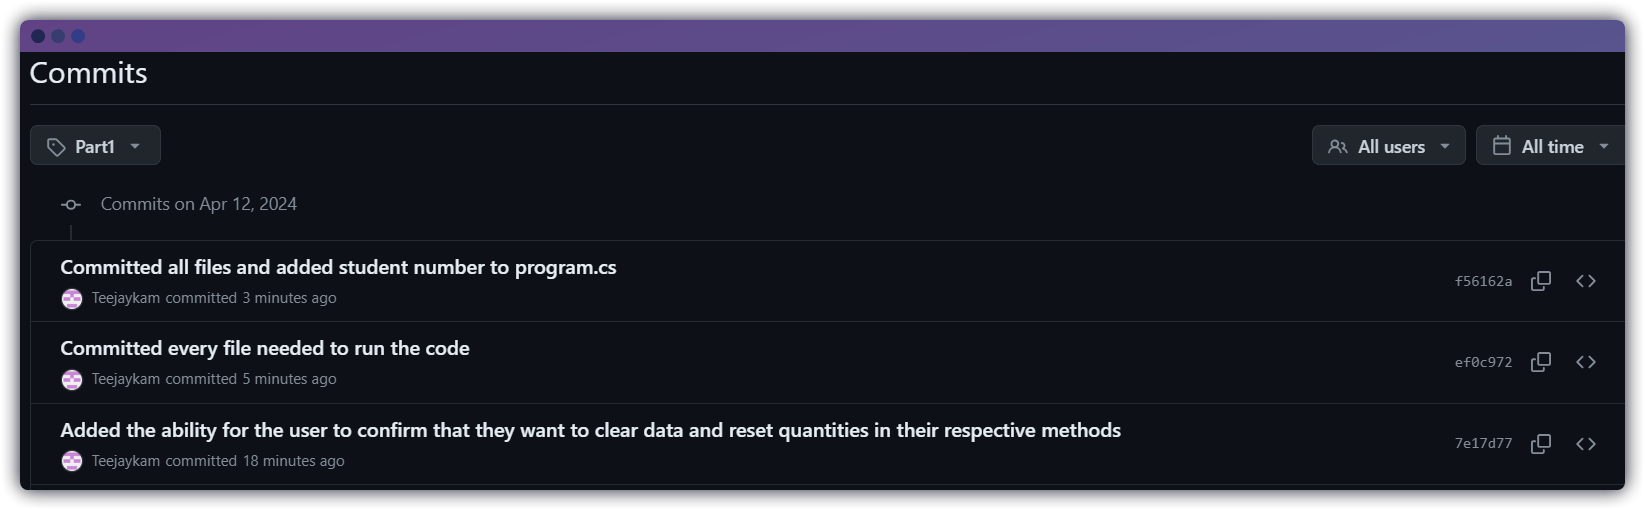 Commits
Part1
All users
All time
Commits on Apr 12, 2024
Committed all files and added student number to program.cs
Teejaykam committed 3 minutes ago
f56162a
Committed every file needed to run the code
Teejaykam committed 5 minutes ago
ef0c972
Added the ability for the user to confirm that they want to clear data and reset quantities in their respective methods
Teejaykam committed 18 minutes ago
7e17d77